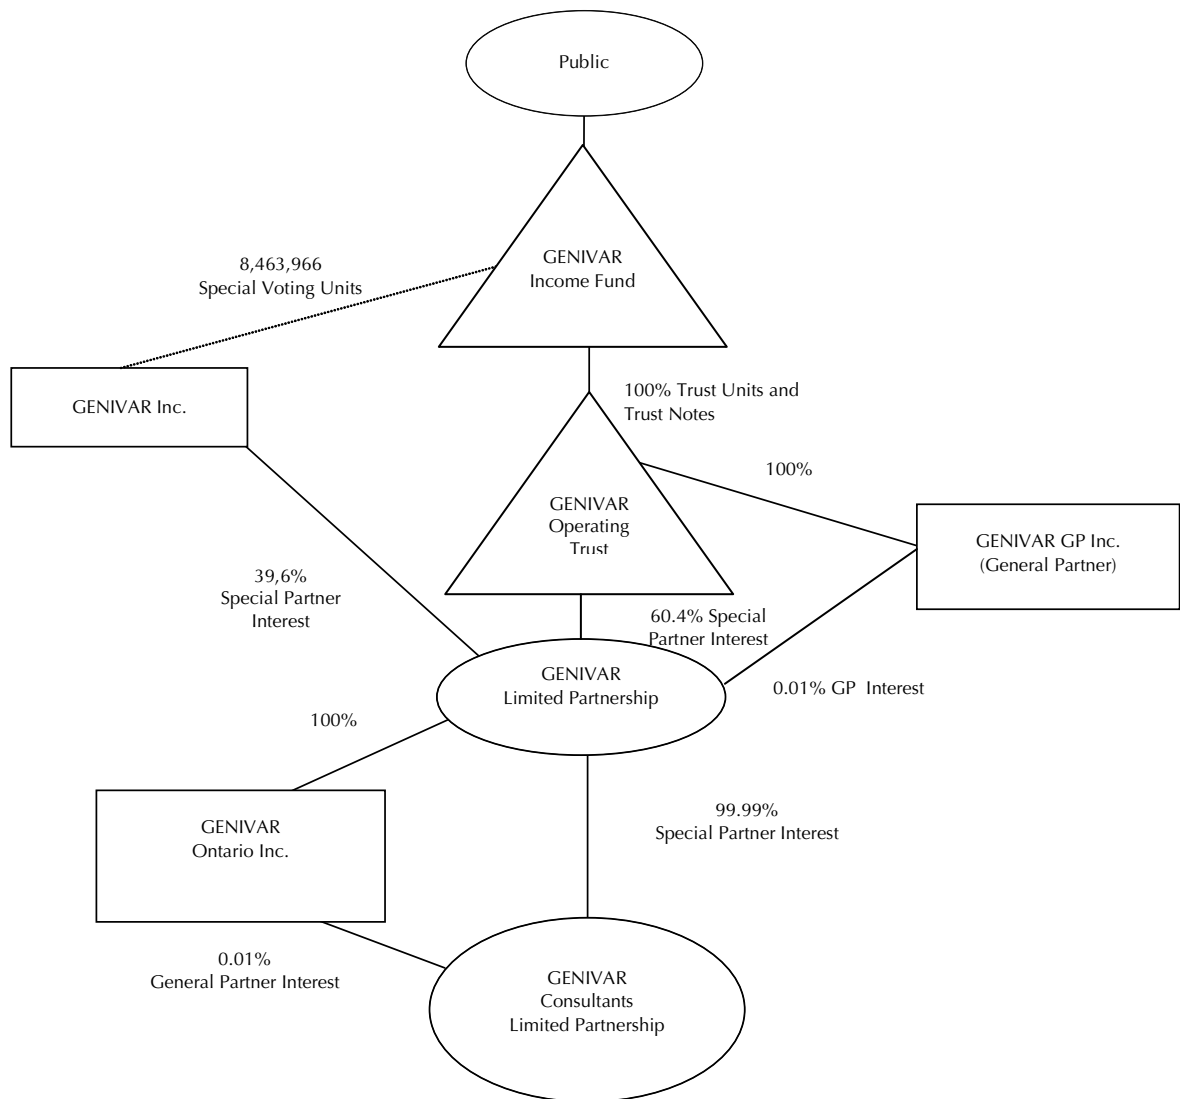 Public
GENIVAR
Income Fund
8,463,966
Special Voting Units
GENIVAR Inc.
100% Trust Units and
Trust Notes
100%
GENIVAR
Operating
Trust
GENIVAR GP Inc.
(General Partner)
39,6%
Special Partner
Interest
60.4% Special
Partner Interest
GENIVAR
Limited Partnership
0.01% GP  Interest
100%
GENIVAR
Ontario Inc.
99.99%
Special Partner Interest
0.01%
General Partner Interest
GENIVAR
Consultants
Limited Partnership